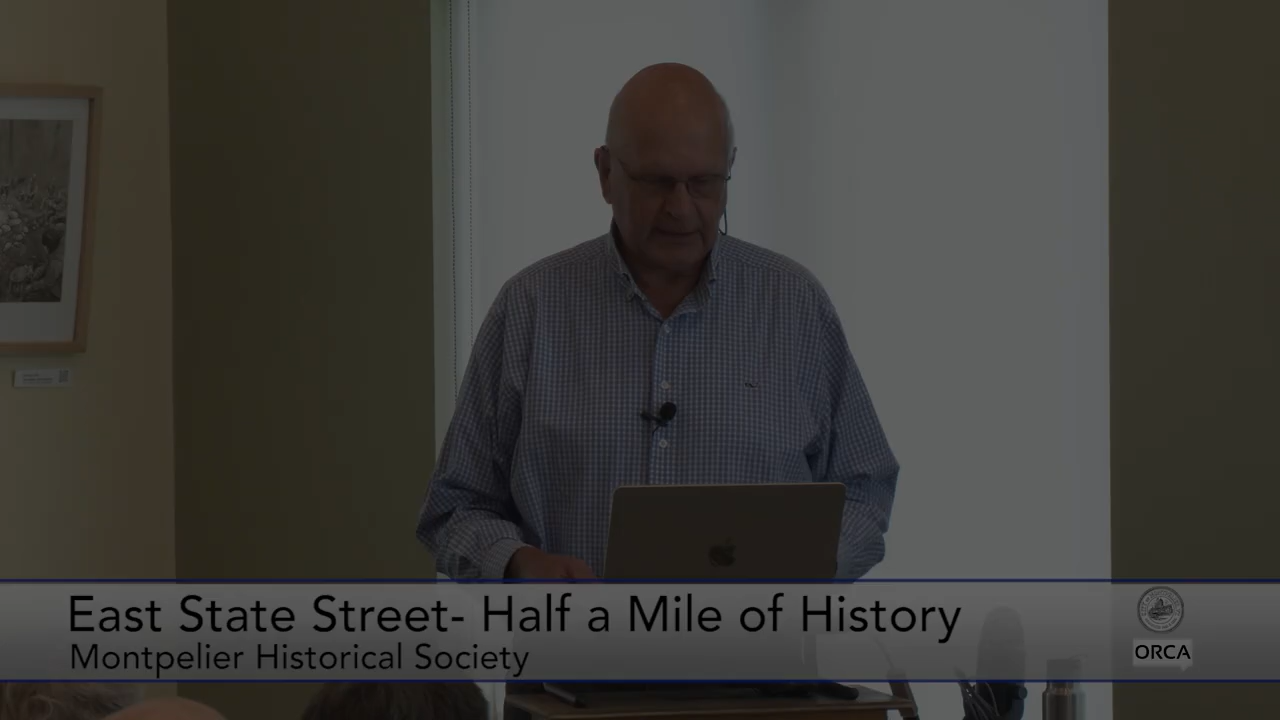 East State Street- Half a Mile of History
Montpelier Historical Society
ORCA